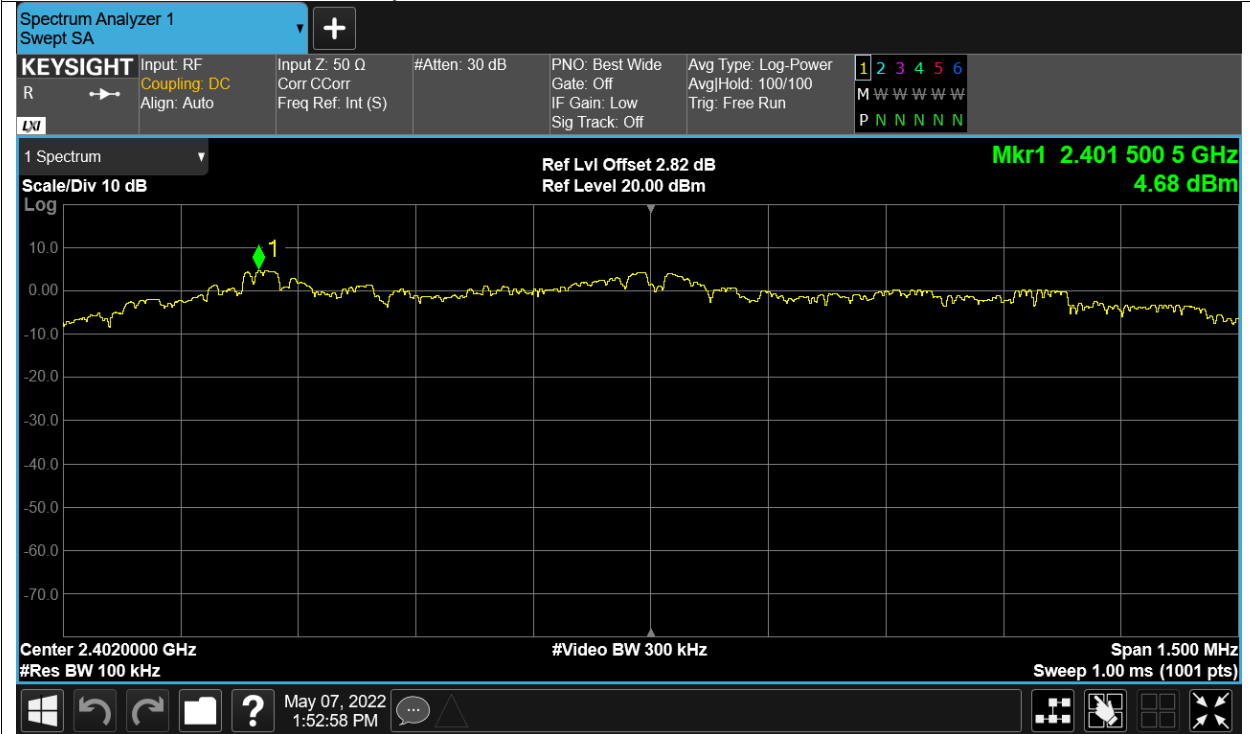 Spectrum Analyzer 1
Swept SA
+
KEYSIGHT
R
LXI
Input: RF
Coupling: DC
Align: Auto
Input Z: 50 Ω
Corr CCorr
Freq Ref: Int (S)
#Atten: 30 dB
PNO: Best Wide
Gate: Off
IF Gain: Low
Sig Track: Off
Avg Type: Log-Power
Avg|Hold: 100/100
Trig: Free Run
1 2 3 4 5 6
M W W W W W W
P N N N N N N
1 Spectrum
Scale/Div 10 dB
Ref Lvl Offset 2.82 dB
Ref Level 20.00 dBm
Mkr1 2.401 500 5 GHz
4.68 dBm
Log
10.0
0.00
-10.0
-20.0
-30.0
-40.0
-50.0
-60.0
-70.0
1
Center 2.4020000 GHz
#Res BW 100 kHz
#Video BW 300 kHz
Span 1.500 MHz
Sweep 1.00 ms (1001 pts)
?
May 07, 2022
1:52:58 PM